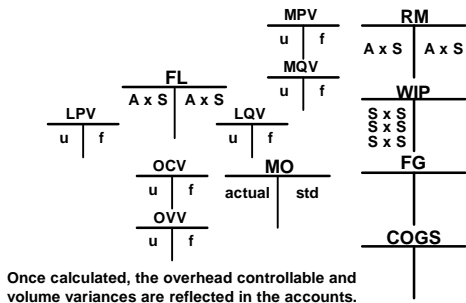 MPV
u f
RM
A x S A x S
MQV
u f
FL
A x S A x S
WIP
S x S
S x S
S x S
LPV
u f
LQV
u f
OCV
u f
MO
actual std
FG
OVV
u f
COGS
Once calculated, the overhead controllable and
volume variances are reflected in the accounts.